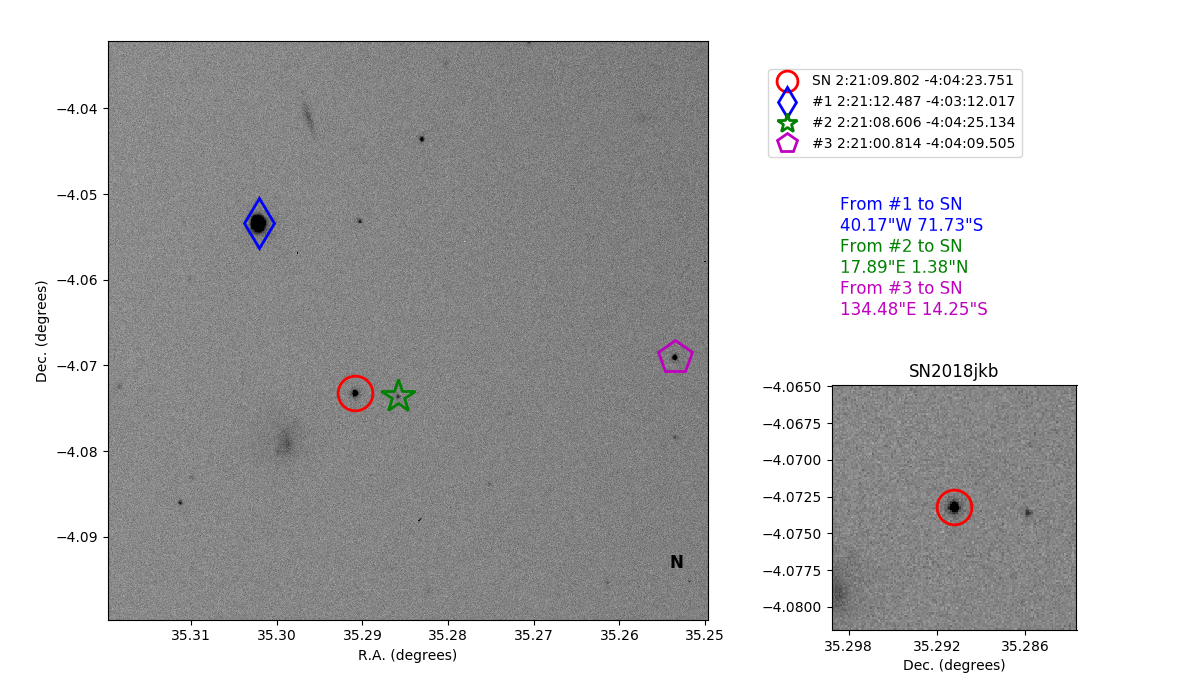 −4.04
−4.05
−4.06
−4.07
−4.08
−4.09
Dec. (degrees)
35.31 35.30 35.29 35.28 35.27 35.26 35.25
R.A. (degrees)
N
SN 2:21:09.802 -4:04:23.751
#1 2:21:12.487 -4:03:12.017
#2 2:21:08.606 -4:04:25.134
#3 2:21:00.814 -4:04:09.505
From #1 to SN
40.17"W 71.73"S
From #2 to SN
17.89"E 1.38"N
From #3 to SN
134.48"E 14.25"S
SN2018jkb
−4.0650
−4.0675
−4.0700
−4.0725
−4.0750
−4.0775
−4.0800
35.298 35.292 35.286
Dec. (degrees)